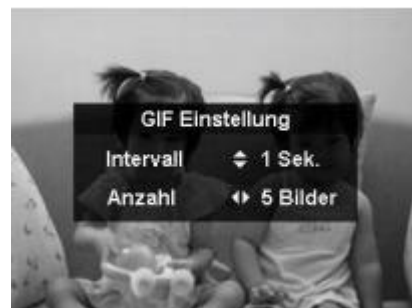 GIF Einstellung
Intervall 1 Sek.
Anzahl 5 Bilder